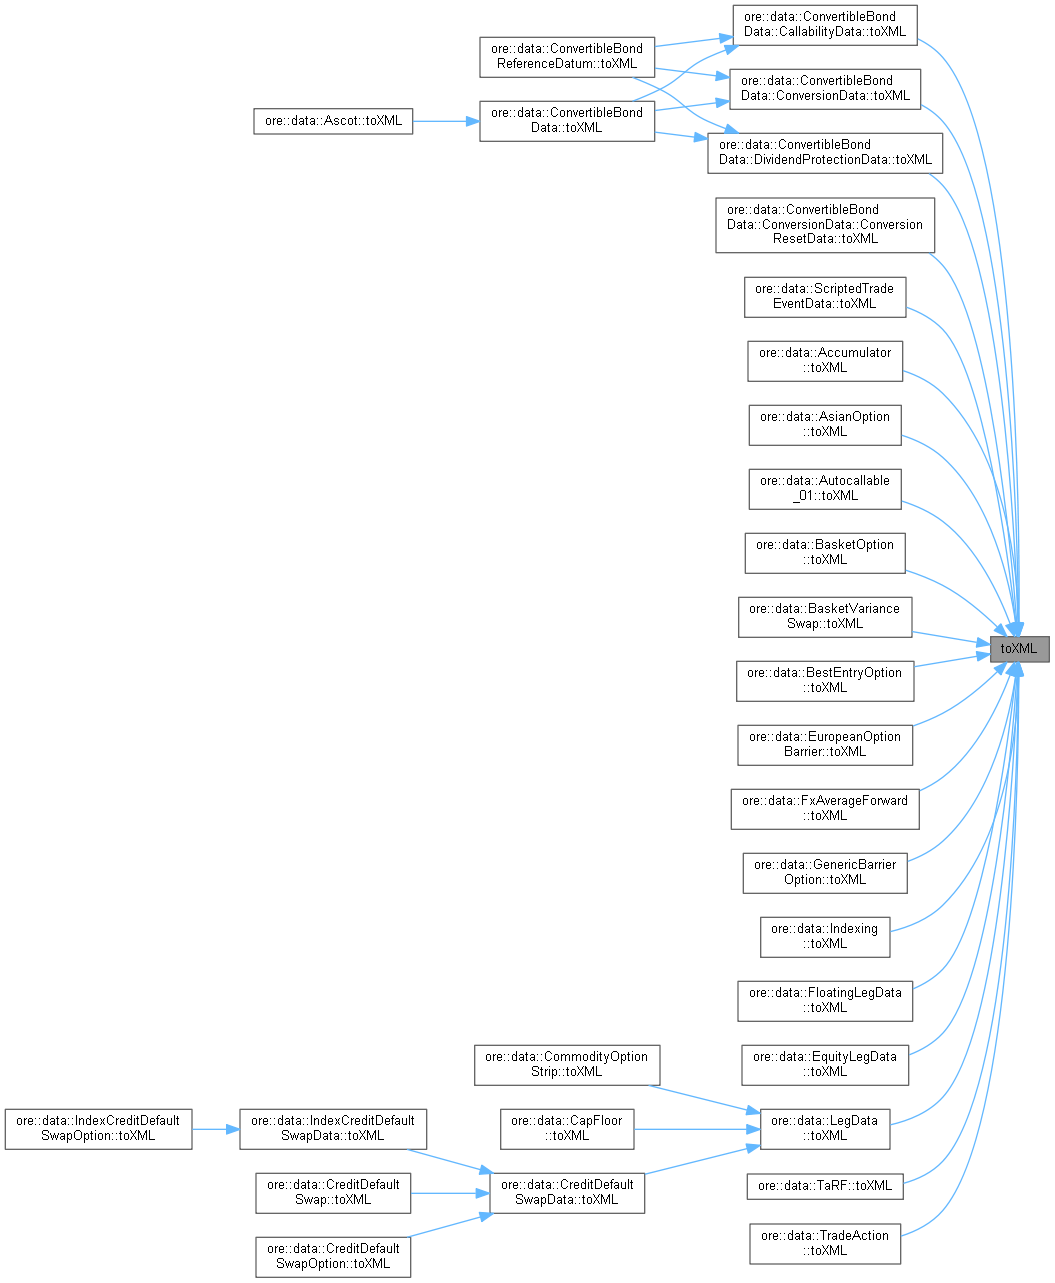 ore::data::ConvertibleBond
Data::CallabilityData::toXML
ore::data::ConvertibleBond
ReferenceDatum::toXML
ore::data::ConvertibleBond
Data::ConversionData::toXML
ore::data::Ascot::toXML
ore::data::ConvertibleBond
Data::toXML
ore::data::ConvertibleBond
Data::DividendProtectionData::toXML
ore::data::ConvertibleBond
Data::ConversionData::Conversion
ResetData::toXML
ore::data::ScriptedTrade
EventData::toXML
ore::data::Accumulator
::toXML
ore::data::AsianOption
::toXML
ore::data::Autocallable
_01::toXML
ore::data::BasketOption
::toXML
ore::data::BasketVariance
Swap::toXML
toXML
ore::data::BestEntryOption
::toXML
ore::data::EuropeanOption
Barrier::toXML
ore::data::FxAverageForward
::toXML
ore::data::GenericBarrier
Option::toXML
ore::data::Indexing
::toXML
ore::data::FloatingLegData
::toXML
ore::data::EquityLegData
::toXML
ore::data::CommodityOption
Strip::toXML
ore::data::IndexCreditDefault
SwapOption::toXML
ore::data::IndexCreditDefault
SwapData::toXML
ore::data::CapFloor
::toXML
ore::data::LegData
::toXML
ore::data::CreditDefault
Swap::toXML
ore::data::CreditDefault
SwapData::toXML
ore::data::TaRF::toXML
ore::data::CreditDefault
SwapOption::toXML
ore::data::TradeAction
::toXML